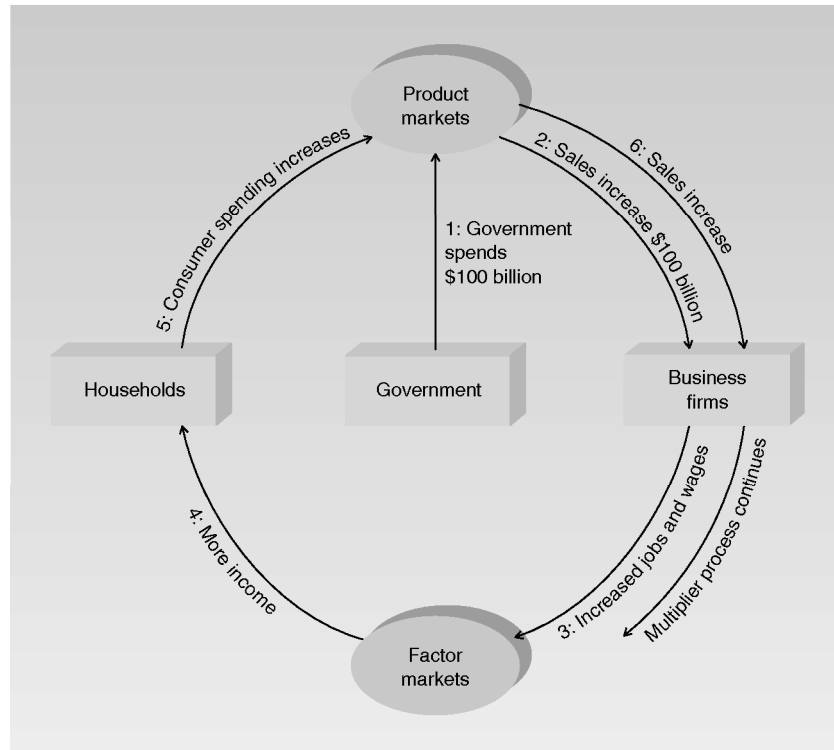 Product
markets
5: Consumer spending increases
6: Sales increase
2: Sales increase $100 billion
1: Government
spends
$100 billion
Households
Government
Business
firms
4: More income
3: Increased jobs and wages
Multiplier process continues
Factor
markets